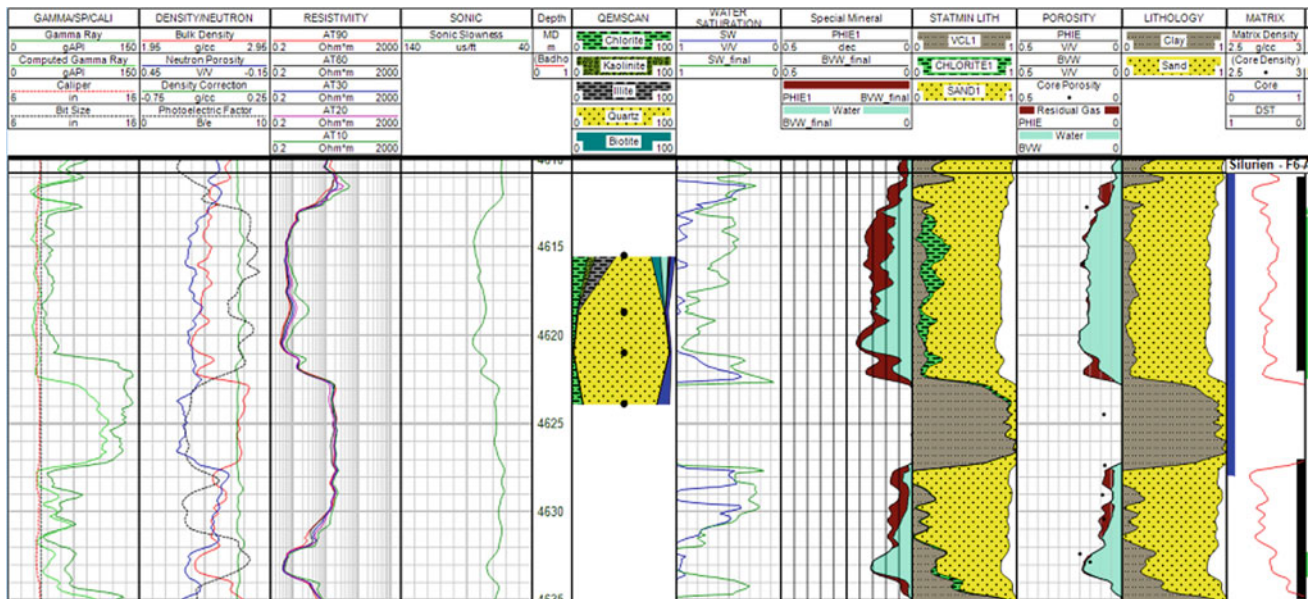 GAMMA/SP/CALI
Gamma Ray
0 gAPI 150
Computed Gamma Ray
0 gAPI 150
Caliper
6 in 16
Bit Size
6 in 16
DENSITY/NEUTRON
Bulk Density
1.95 g/cc 2.95
Neutron Porosity
0.45 V/V -0.15
Density Correction
-0.75 g/cc 0.25
Photoelectric Factor
0 B/e 10
RESISTIVIITY
AT90
0.2 Ohm*m 2000
AT60
0.2 Ohm*m 2000
AT30
0.2 Ohm*m 2000
AT20
0.2 Ohm*m 2000
AT10
0.2 Ohm*m 2000
SONIC
Sonic Slowness
140 us/ft 40
Depth
MD
m
(Badho
0 1
QEMSCAN
Chlorite
0 100
Kaolinite
0 100
Illite
0 100
Quartz
0 100
Biotite
0 100
WATER
SATURATION
SW
1 V/V 0
SW_final
1 0
Special Mineral
PHIE1
0.5 dec 0
BVW_final
0.5 0
PHIE1 BVW_final
Water
BVW_final 0
STATMIN LITH
VCL1
0 1
CHLORITE1
0 1
SAND1
0 1
POROSITY
PHIE
0.5 V/V 0
BVW
0.5 V/V 0
Core Porosity
0.5 0
Residual Gas
PHIE 0
Water
BVW 0
LITHOLOGY
Clay
0 1
Sand
0 1
MATRIX
Matrix Density
2.5 g/cc 3
(Core Density)
2.5 3
Core
0 1
DST
1 0
4610
Silurien - F6-A
4615
4620
4625
4630
4635